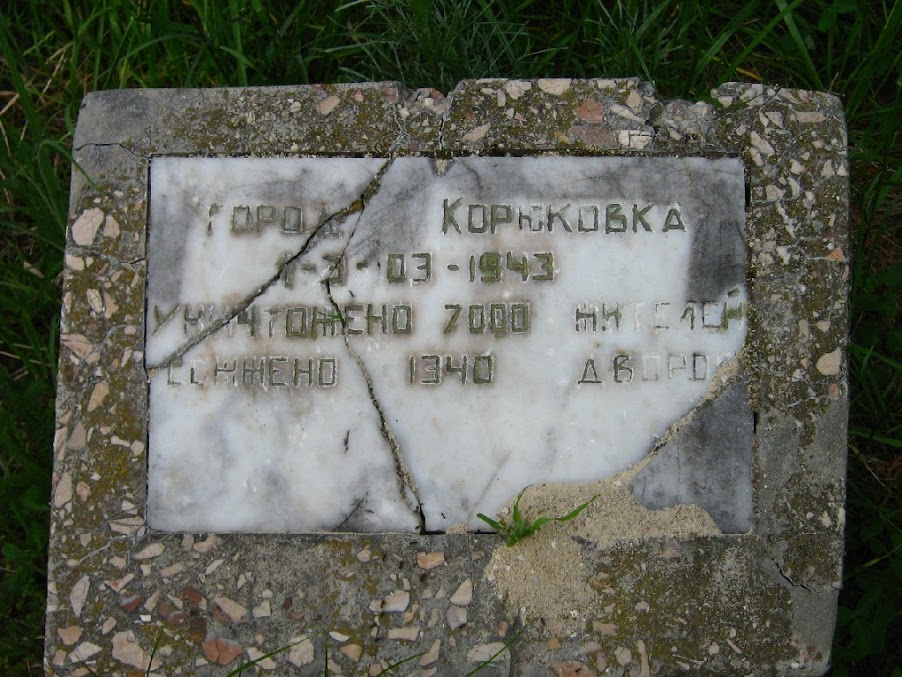 ГОРОД КОРЮКОВКА
1-2-03-1943
УНИЧТОЖЕНО 7000 ЖИТЕЛЕЙ
СОЖЖЕНО 1340 ДВОРОВ